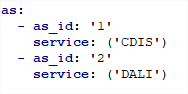 as:
  - as_id: '1'
    service: ('CDIS')
  - as_id: '2'
    service: ('DALI')